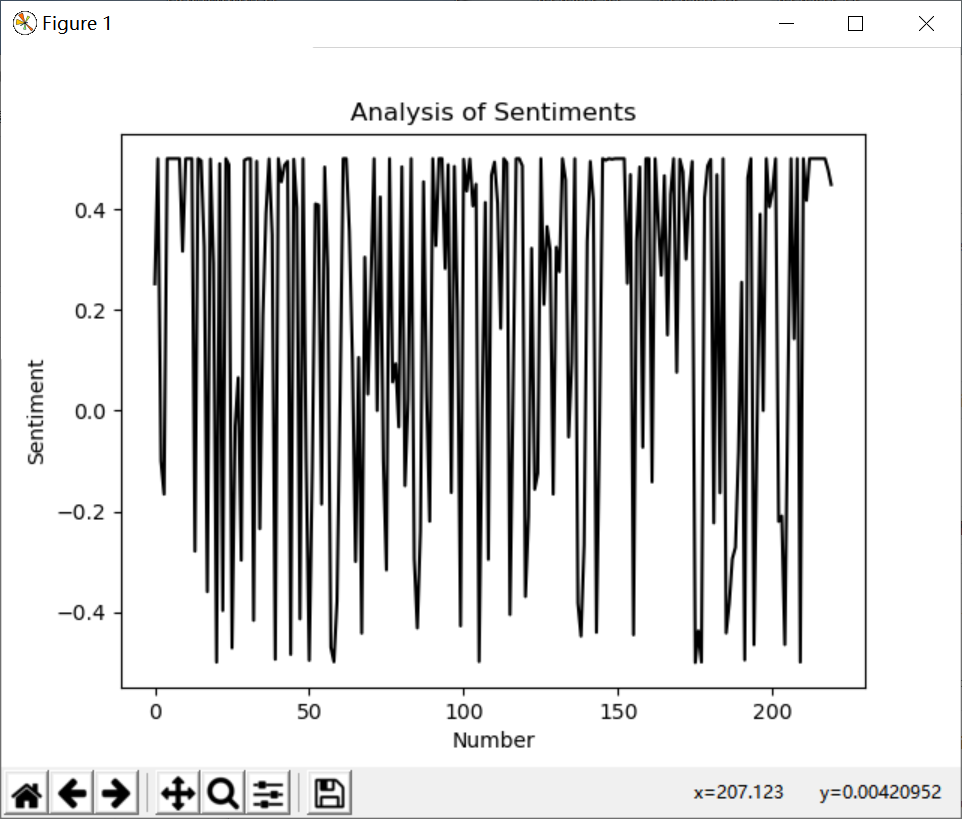 Figure 1
Analysis of Sentiments
0.4
0.2
0.0
−0.2
−0.4
Sentiment
0 50 100 150 200
Number
x=207.123 y=0.00420952